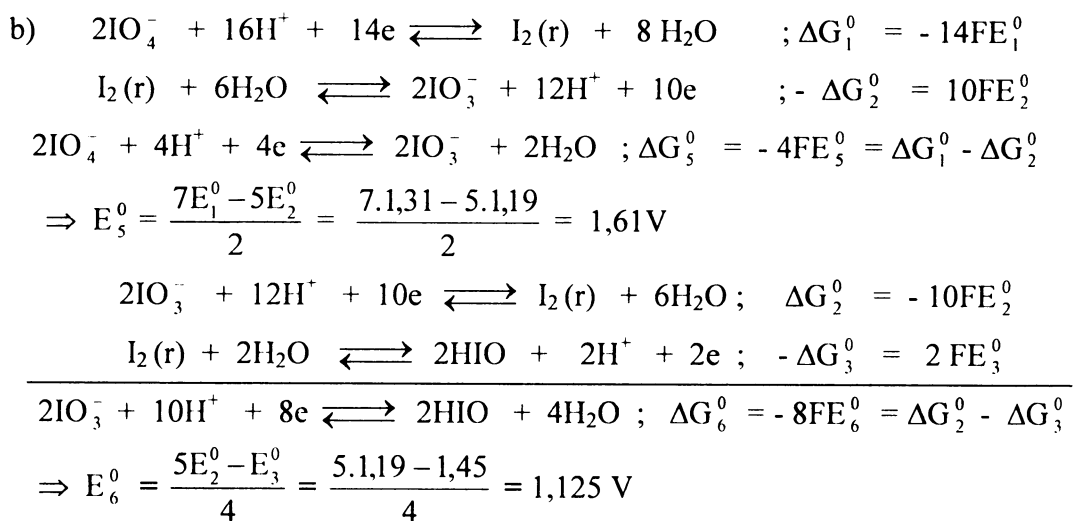 b) 2IO₄⁻ + 16H⁺ + 14e ⇌ I₂(r) + 8 H₂O ; ΔG₁⁰ = - 14FE₁⁰
I₂(r) + 6H₂O ⇌ 2IO₃⁻ + 12H⁺ + 10e ; - ΔG₂⁰ = 10FE₂⁰
2IO₄⁻ + 4H⁺ + 4e ⇌ 2IO₃⁻ + 2H₂O ; ΔG₅⁰ = - 4FE₅⁰ = ΔG₁⁰ - ΔG₂⁰
⇒ E₅⁰ = (7E₁⁰ – 5E₂⁰)/2 = (7.1,31 – 5.1,19)/2 = 1,61V
2IO₃⁻ + 12H⁺ + 10e ⇌ I₂(r) + 6H₂O ; ΔG₂⁰ = - 10FE₂⁰
I₂(r) + 2H₂O ⇌ 2HIO + 2H⁺ + 2e ; - ΔG₃⁰ = 2 FE₃⁰
2IO₃⁻ + 10H⁺ + 8e ⇌ 2HIO + 4H₂O ; ΔG₆⁰ = - 8FE₆⁰ = ΔG₂⁰ - ΔG₃⁰
⇒ E₆⁰ = (5E₂⁰ – E₃⁰)/4 = (5.1,19 – 1,45)/4 = 1,125 V